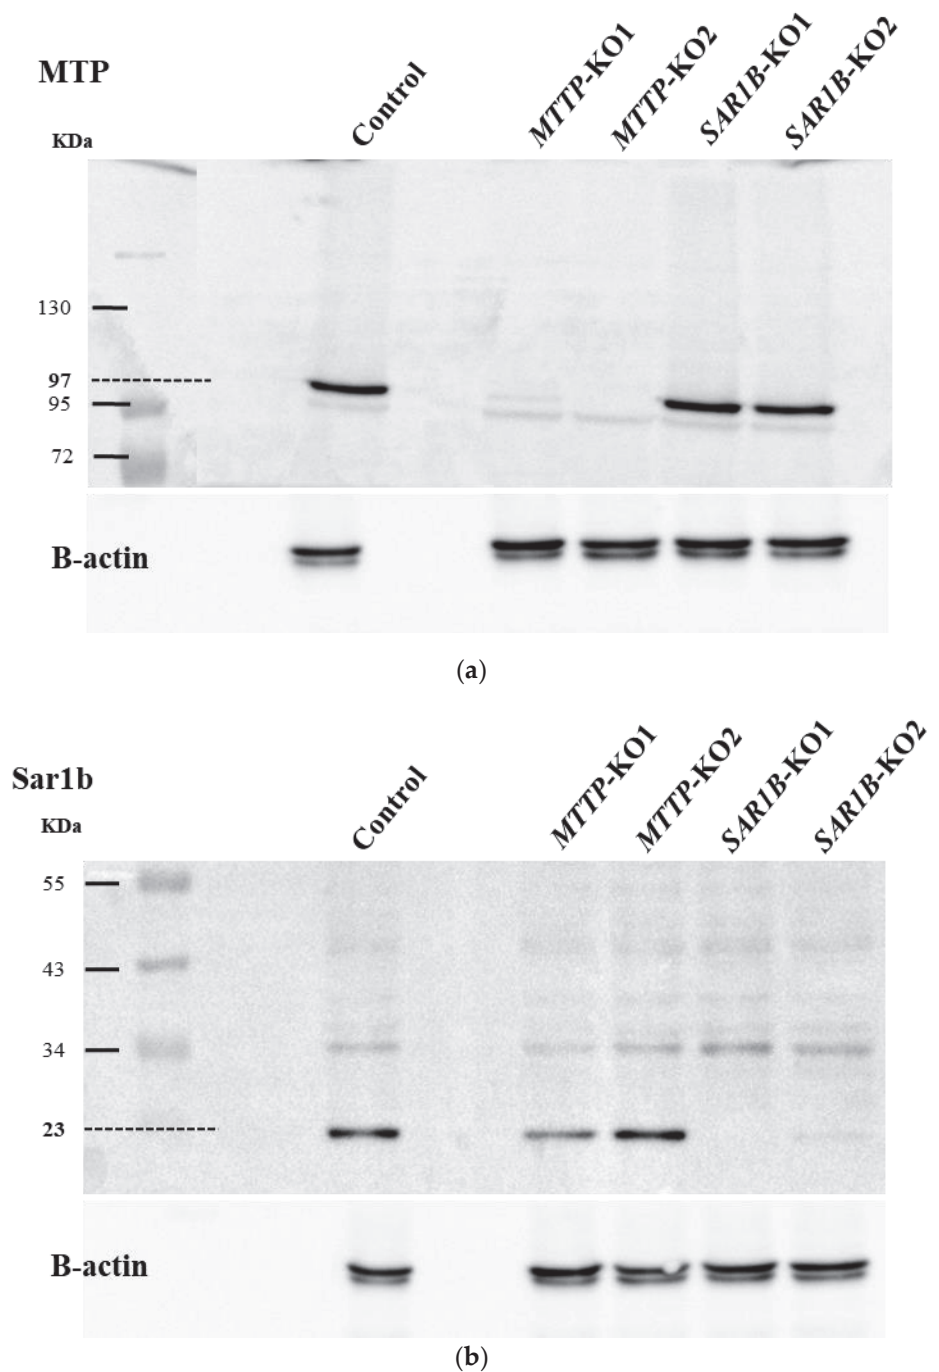 MTP
KDa
Control
MTTP-KO1
MTTP-KO2
SAR1B-KO1
SAR1B-KO2
130
97
95
72
B-actin
(a)
Sar1b
KDa
Control
MTTP-KO1
MTTP-KO2
SAR1B-KO1
SAR1B-KO2
55
43
34
23
B-actin
(b)